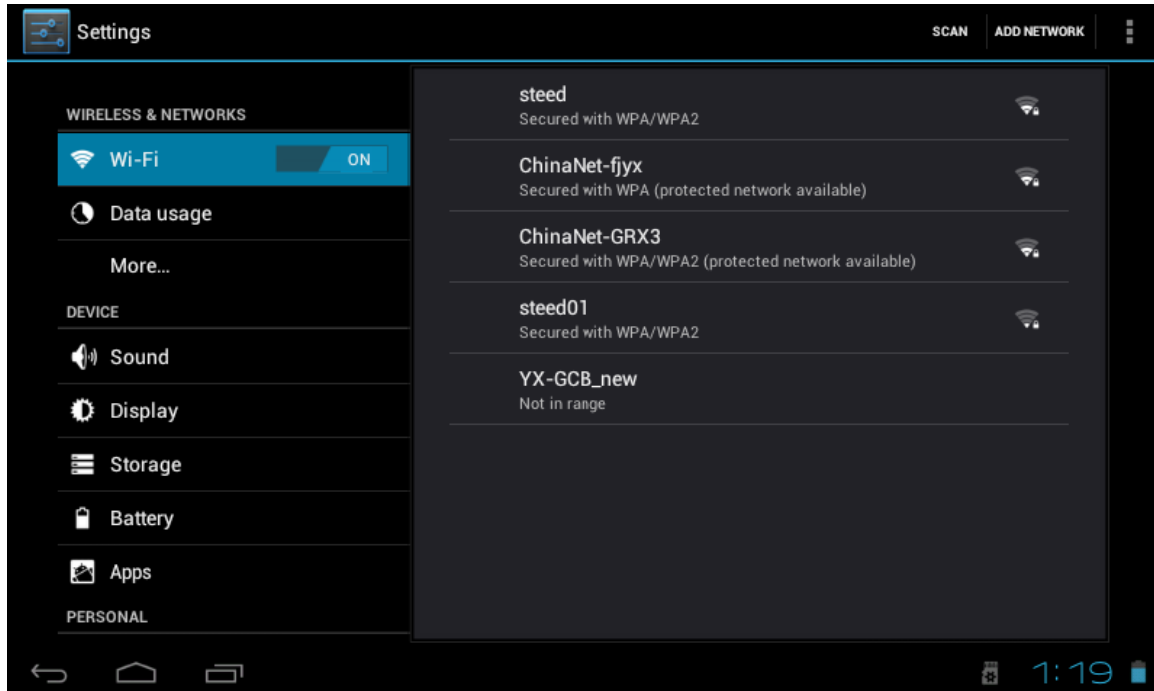 Settings
SCAN
ADD NETWORK
WIRELESS & NETWORKS
Wi-Fi
ON
Data usage
More...
DEVICE
Sound
Display
Storage
Battery
Apps
PERSONAL
steed
Secured with WPA/WPA2
ChinaNet-fjyx
Secured with WPA (protected network available)
ChinaNet-GRX3
Secured with WPA/WPA2 (protected network available)
steed01
Secured with WPA/WPA2
YX-GCB_new
Not in range
1:19